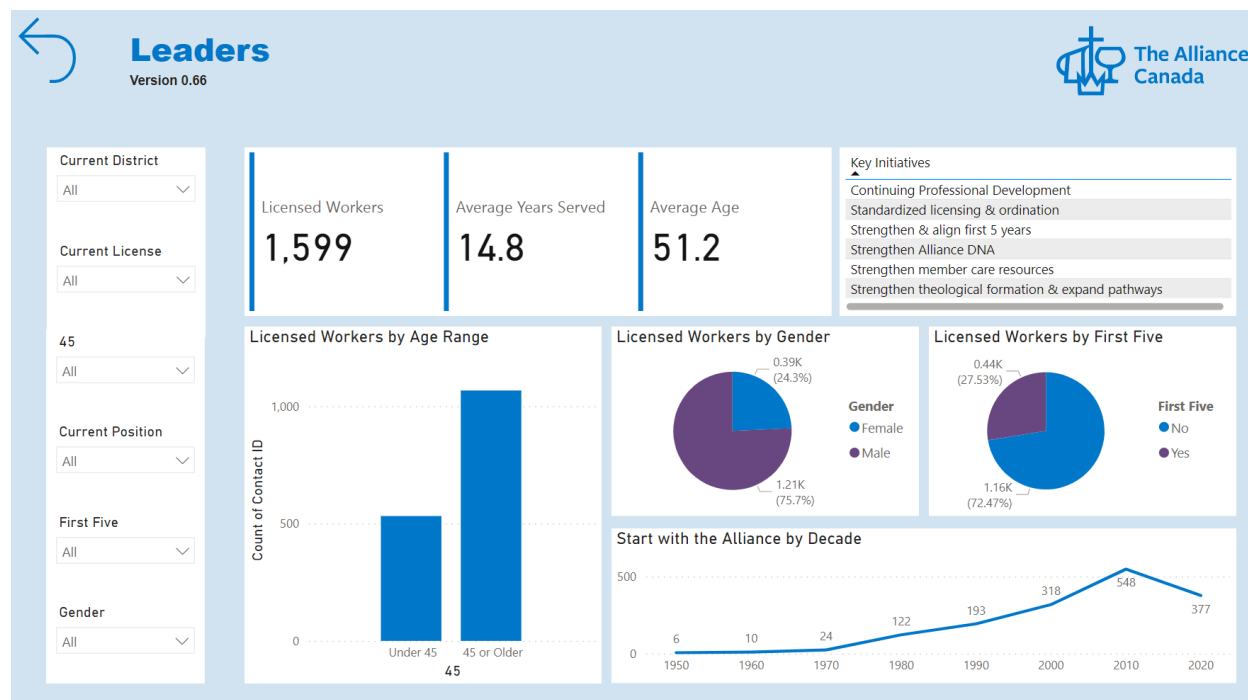 Leaders
Version 0.66
The Alliance
Canada
Current District
All
Current License
All
45
All
Current Position
All
First Five
All
Gender
All
Licensed Workers
1,599
Average Years Served
14.8
Average Age
51.2
Key Initiatives
Continuing Professional Development
Standardized licensing & ordination
Strengthen & align first 5 years
Strengthen Alliance DNA
Strengthen member care resources
Strengthen theological formation & expand pathways
Licensed Workers by Age Range
Count of Contact ID
1,000
500
0
Under 45
45 or Older
45
Licensed Workers by Gender
0.39K
(24.3%)
1.21K
(75.7%)
Gender
Female
Male
Licensed Workers by First Five
0.44K
(27.53%)
1.16K
(72.47%)
First Five
No
Yes
Start with the Alliance by Decade
500
0
6
10
24
122
193
318
548
377
1950
1960
1970
1980
1990
2000
2010
2020